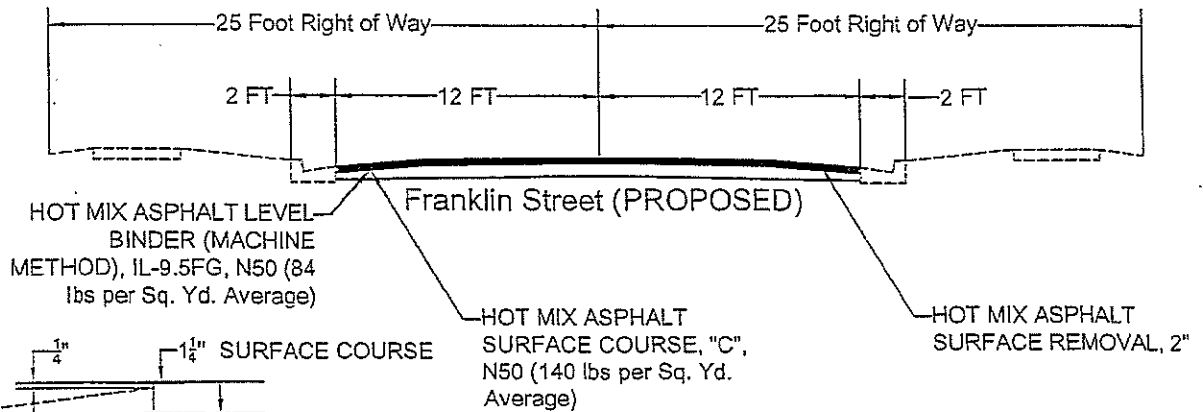 25 Foot Right of Way
25 Foot Right of Way
2 FT
12 FT
12 FT
2 FT
Franklin Street (PROPOSED)
HOT MIX ASPHALT LEVEL
BINDER (MACHINE
METHOD), IL-9.5FG, N50 (84
lbs per Sq. Yd. Average)
HOT MIX ASPHALT
SURFACE COURSE, "C",
N50 (140 lbs per Sq. Yd.
Average)
HOT MIX ASPHALT
SURFACE REMOVAL, 2"
1/4"
1 1/4" SURFACE COURSE